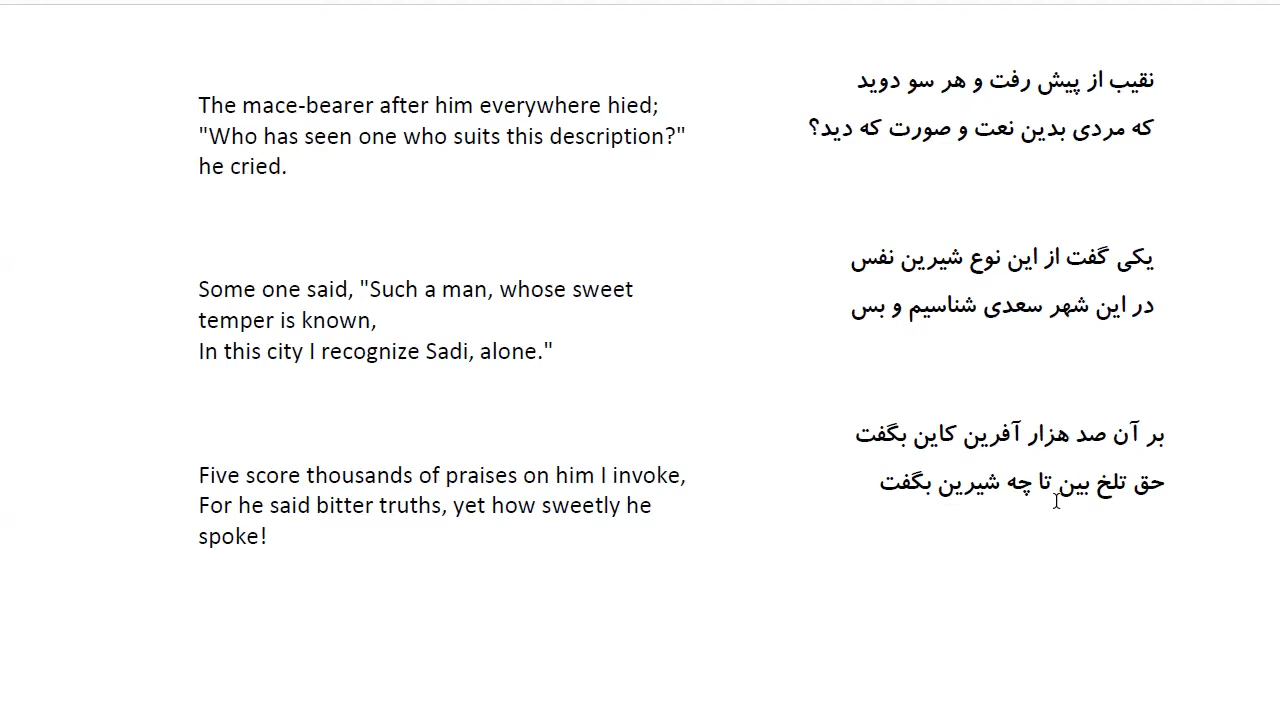 The mace-bearer after him everywhere hied;
"Who has seen one who suits this description?"
he cried.
نقیب از پیش رفت و هر سو دوید
که مردی بدین نعت و صورت که دید؟
Some one said, "Such a man, whose sweet
temper is known,
In this city I recognize Sadi, alone."
یکی گفت از این نوع شیرین نفس
در این شهر سعدی شناسیم و بس
Five score thousands of praises on him I invoke,
For he said bitter truths, yet how sweetly he
spoke!
بر آن صد هزار آفرین کاین بگفت
حق تلخ بین تا چه شیرین بگفت